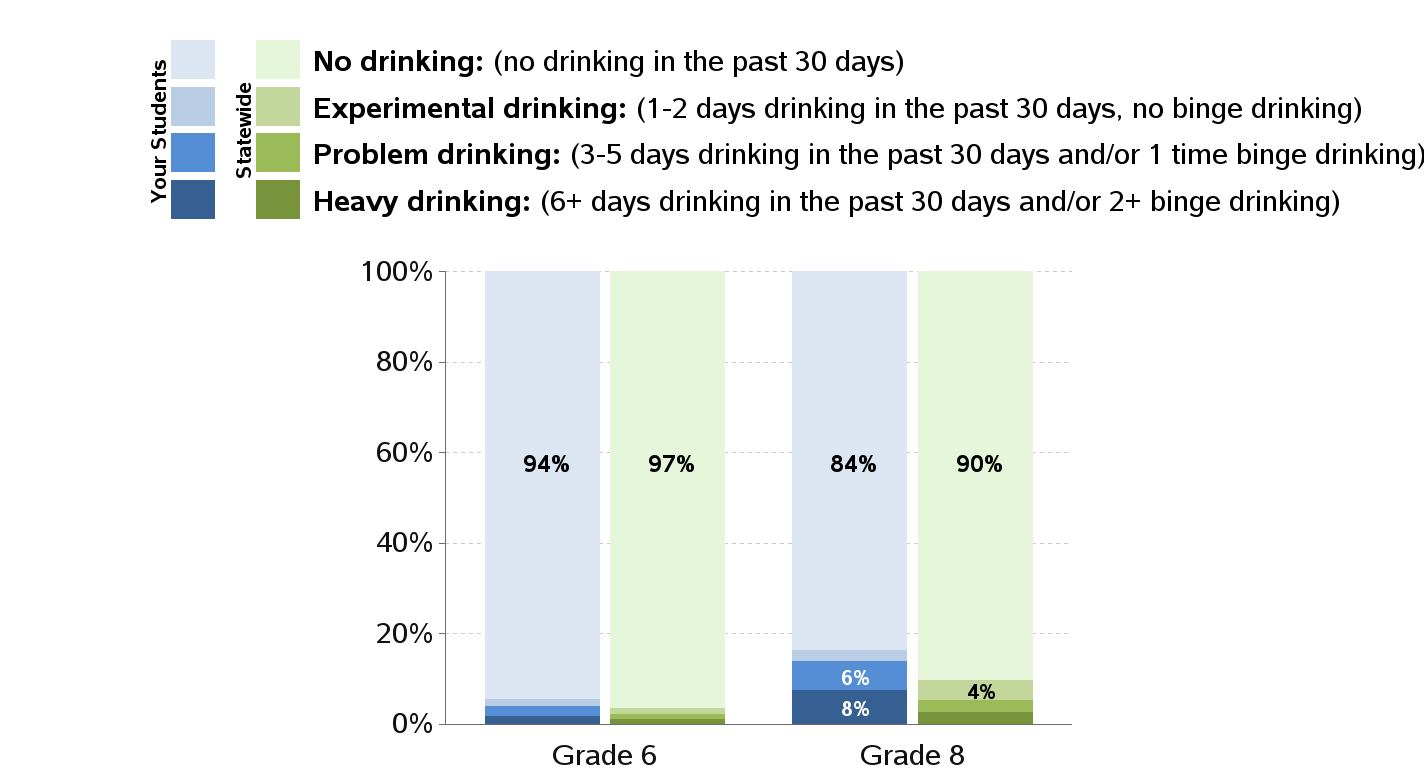 Your Students
Statewide
No drinking: (no drinking in the past 30 days)
Experimental drinking: (1-2 days drinking in the past 30 days, no binge drinking)
Problem drinking: (3-5 days drinking in the past 30 days and/or 1 time binge drinking)
Heavy drinking: (6+ days drinking in the past 30 days and/or 2+ binge drinking)
100%
80%
60%
40%
20%
0%
94%
97%
84%
90%
6%
8%
4%
Grade 6
Grade 8